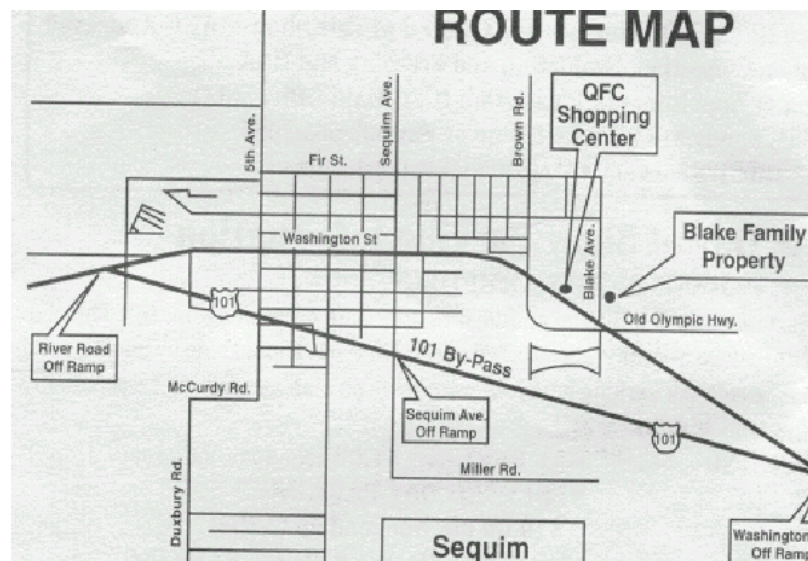 ROUTE MAP
QFC
Shopping
Center
5th Ave.
Sequim Ave.
Brown Rd.
Fir St.
Washington St
Blake Ave.
Blake Family
Property
101
Old Olympic Hwy.
River Road
Off Ramp
101 By-Pass
McCurdy Rd.
Sequim Ave.
Off Ramp
101
Miller Rd.
Duxbury Rd.
Washington
Off Ramp
Sequim